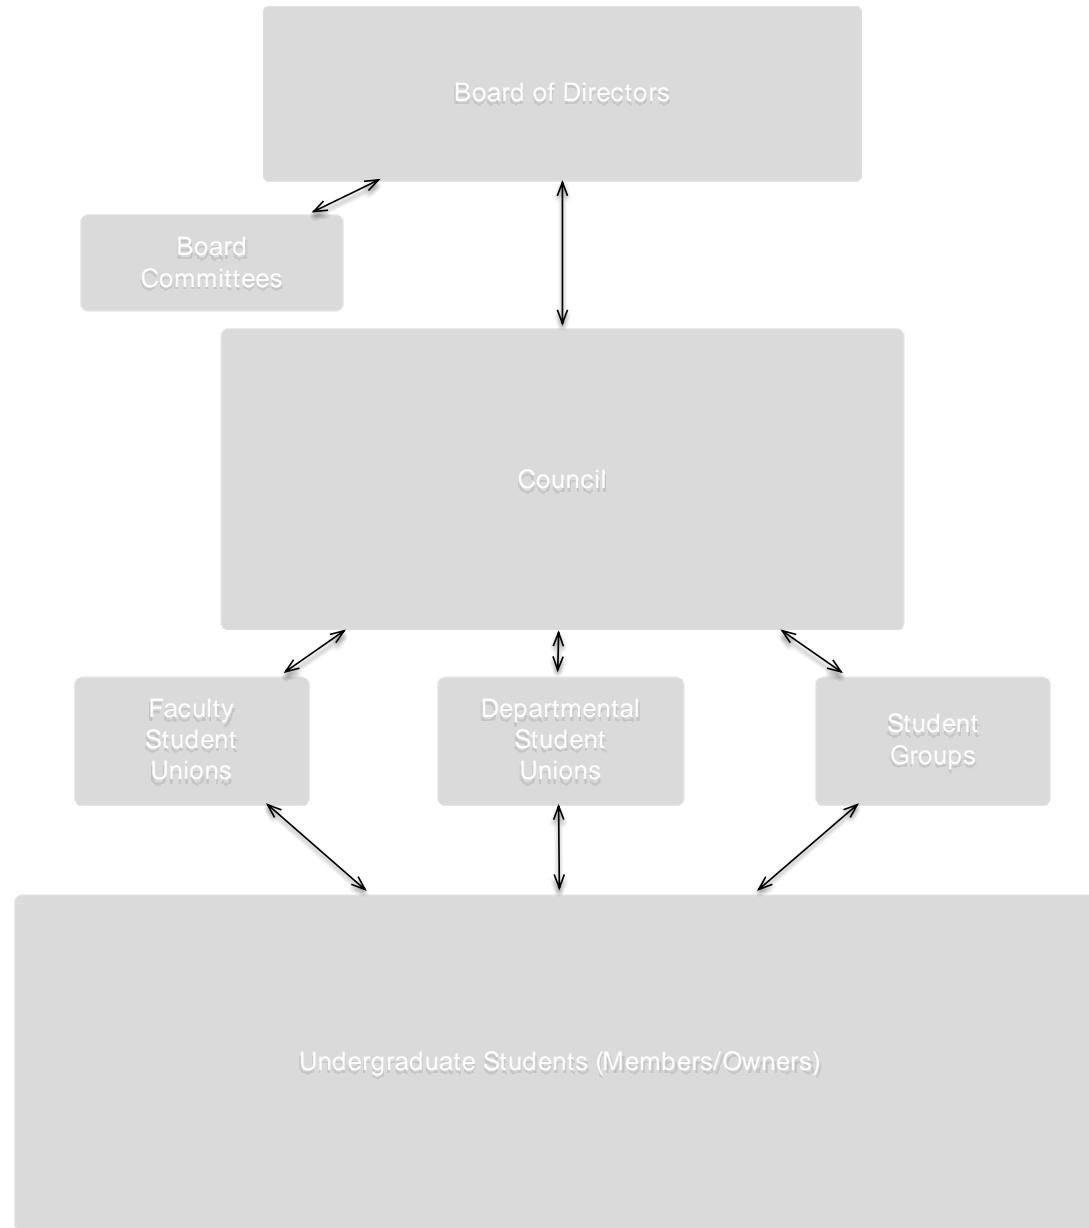 Board of Directors
Board
Committees
Council
Faculty
Student
Unions
Departmental
Student
Unions
Student
Groups
Undergraduate Students (Members/Owners)